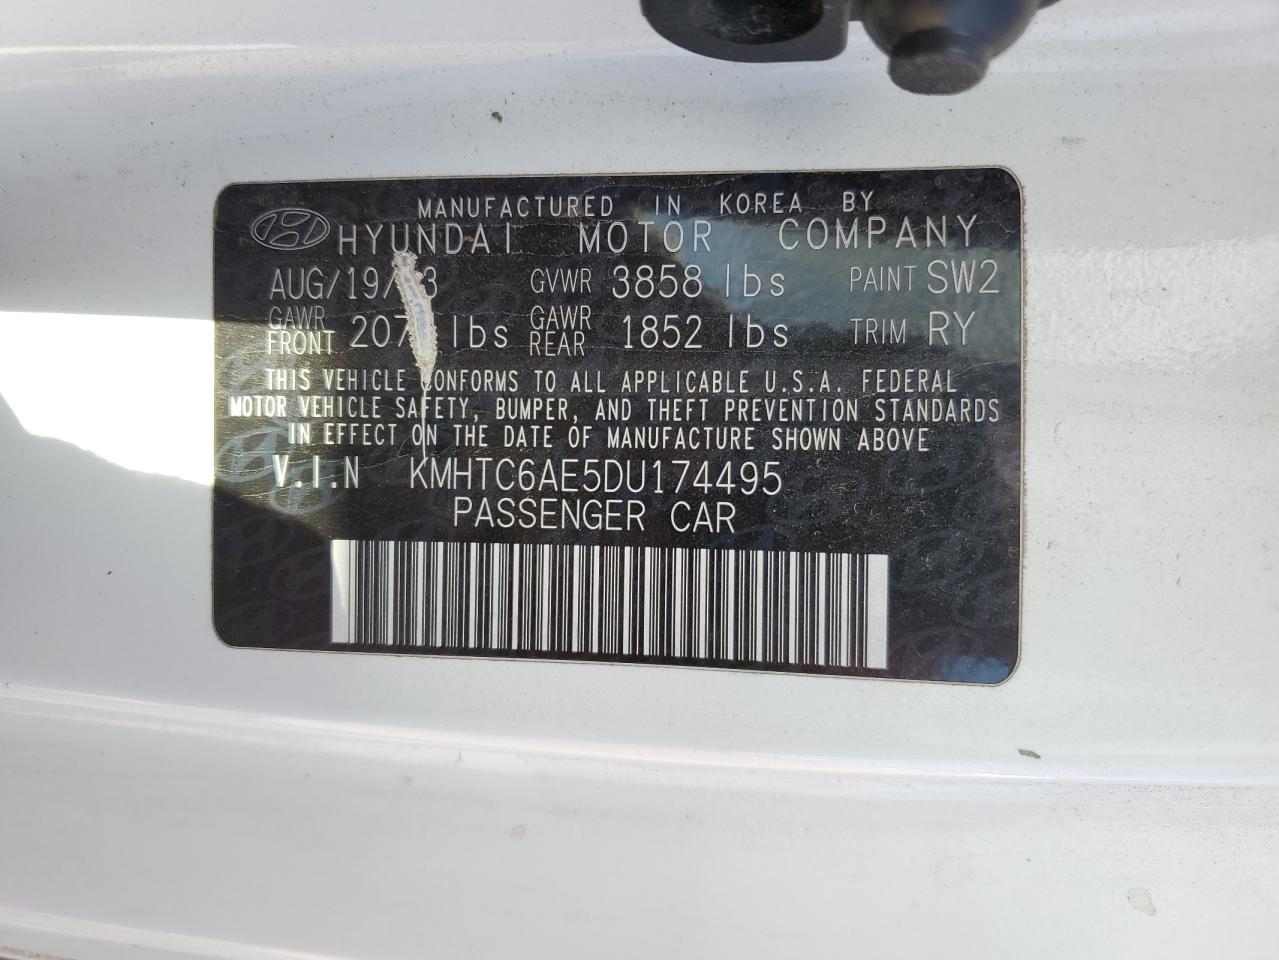 MANUFACTURED IN KOREA BY
HYUNDAI MOTOR COMPANY
GVWR 3858 lbs PAINT SW2
GAWR FRONT lbs GAWR REAR 1852 lbs TRIM RY
THIS VEHICLE CONFORMS TO ALL APPLICABLE U.S.A. FEDERAL
MOTOR VEHICLE SAFETY, BUMPER, AND THEFT PREVENTION STANDARDS
IN EFFECT ON THE DATE OF MANUFACTURE SHOWN ABOVE
V.I.N KMHTC6AE5DU174495
PASSENGER CAR